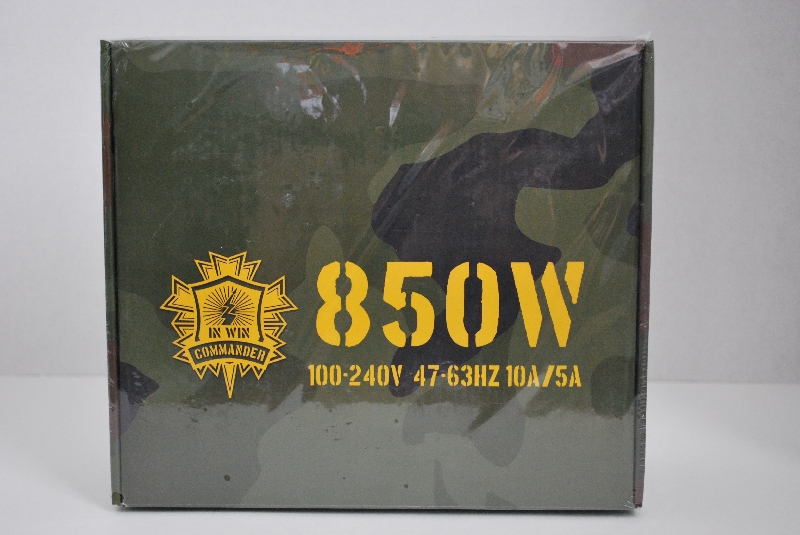 IN WIN
COMMANDER
850W
100-240V 47-63HZ 10A/5A